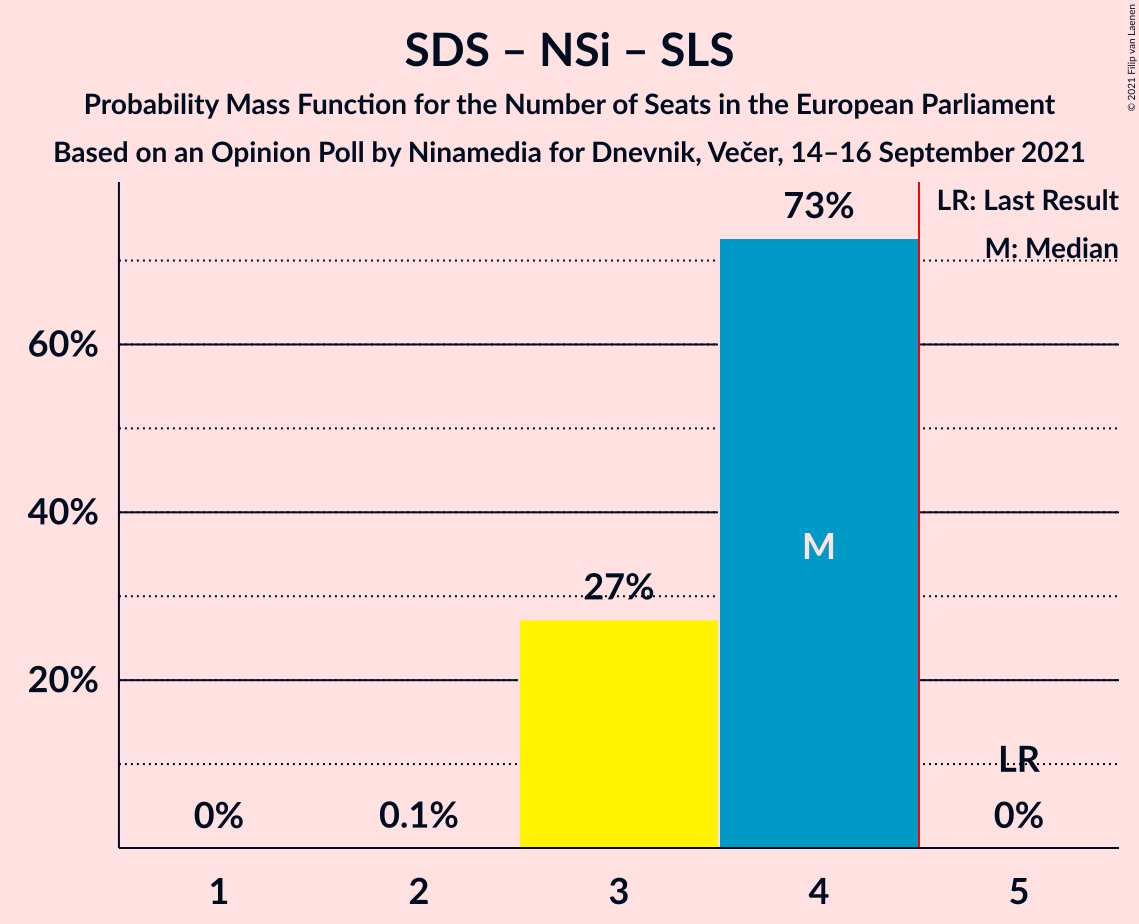 SDS – NSi – SLS
Probability Mass Function for the Number of Seats in the European Parliament
Based on an Opinion Poll by Ninamedia for Dnevnik, Večer, 14–16 September 2021
© 2021 Filip van Laenen
LR: Last Result
M: Median
73%
60%
M
40%
27%
20%
LR
0%
0.1%
0%
1
2
3
4
5